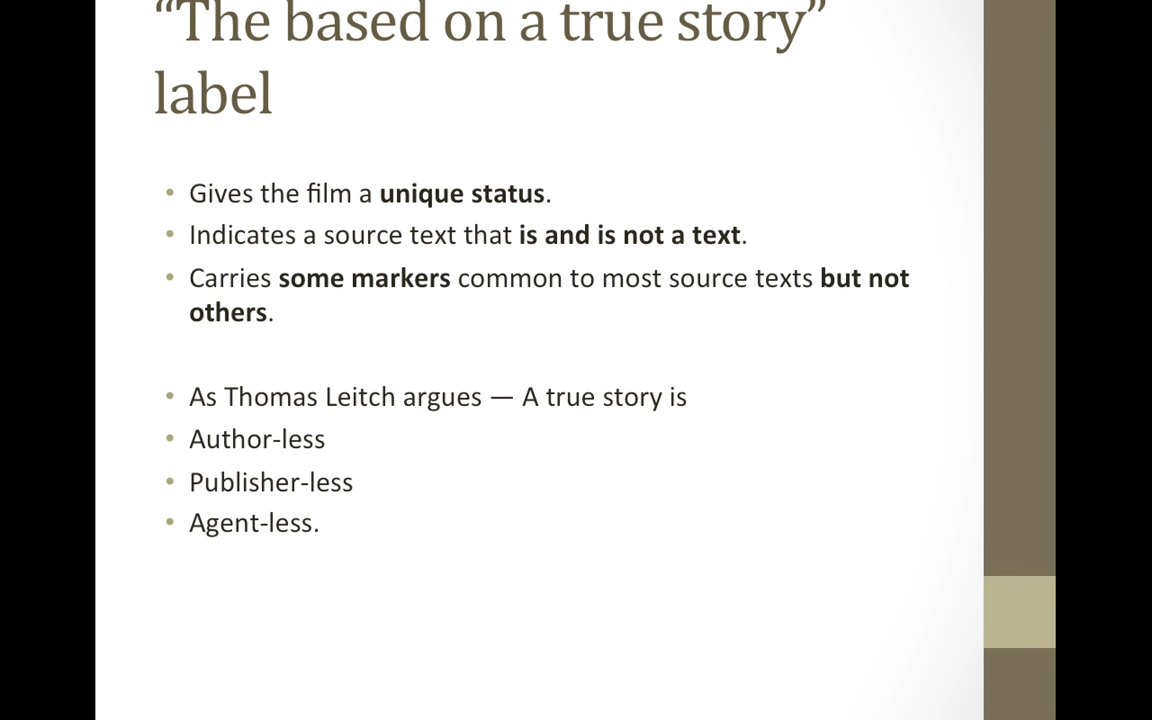 “The based on a true story”
label
• Gives the film a unique status.
• Indicates a source text that is and is not a text.
• Carries some markers common to most source texts but not
others.
• As Thomas Leitch argues — A true story is
• Author-less
• Publisher-less
• Agent-less.